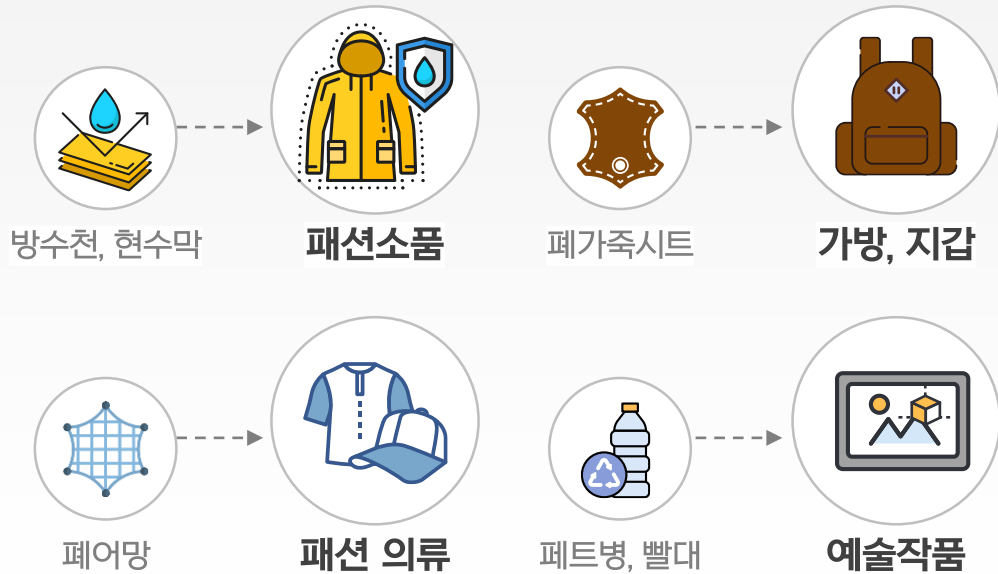 방수천, 현수막
패션소품
폐가죽시트
가방, 지갑
폐어망
패션 의류
페트병, 빨대
예술작품